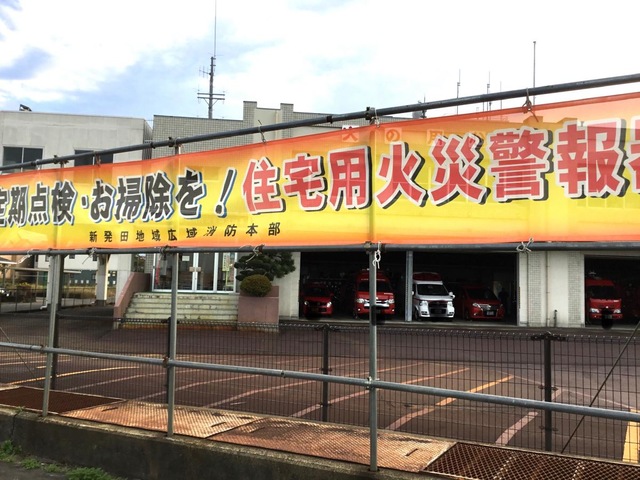 定期点検・お掃除を!住宅用火災警報
新発田地域広域消防本部